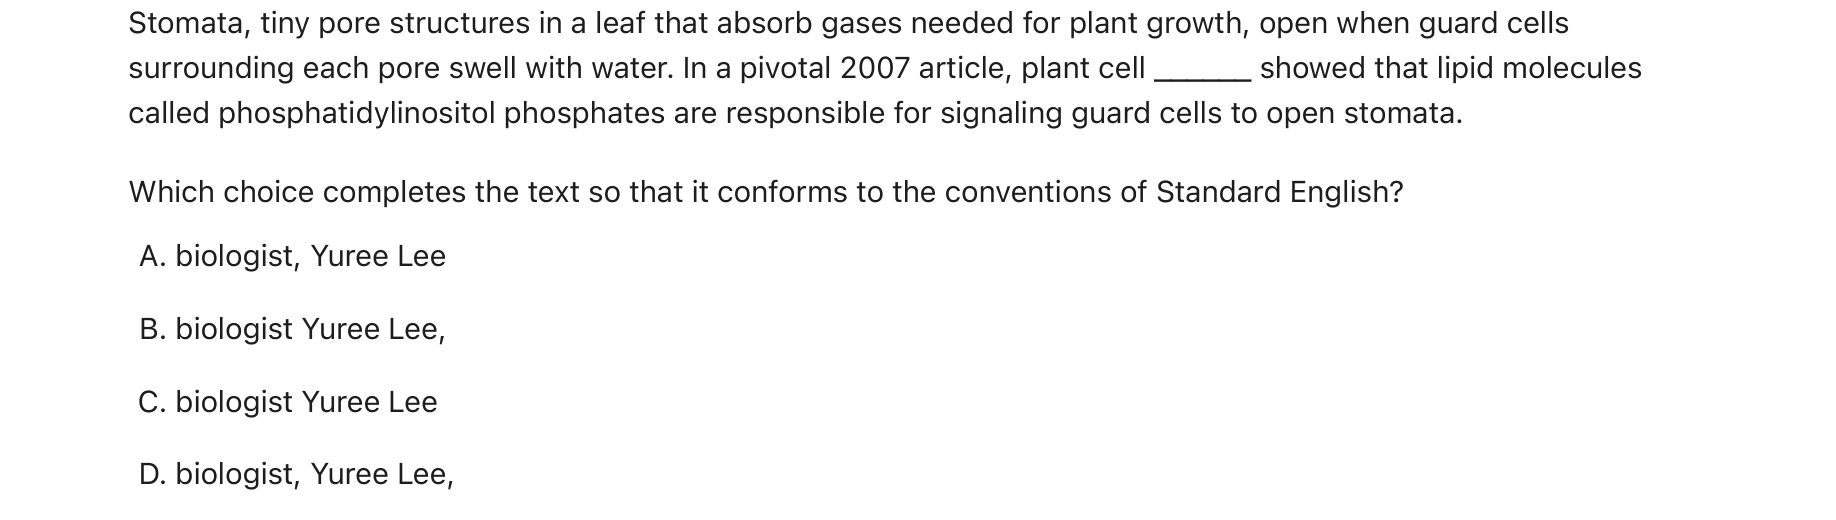 Stomata, tiny pore structures in a leaf that absorb gases needed for plant growth, open when guard cells
surrounding each pore swell with water. In a pivotal 2007 article, plant cell ______ showed that lipid molecules
called phosphatidylinositol phosphates are responsible for signaling guard cells to open stomata.
Which choice completes the text so that it conforms to the conventions of Standard English?
A. biologist, Yuree Lee
B. biologist Yuree Lee,
C. biologist Yuree Lee
D. biologist, Yuree Lee,